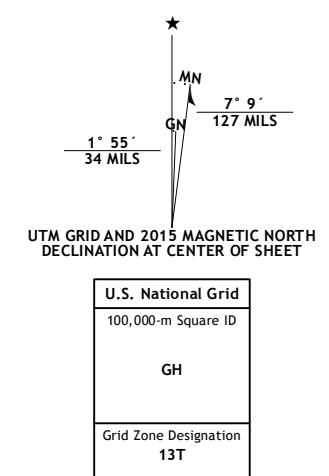 ★
MN
7° 9´
127 MILS
GN
1° 55´
34 MILS
UTM GRID AND 2015 MAGNETIC NORTH
DECLINATION AT CENTER OF SHEET
U.S. National Grid
100,000-m Square ID
GH
Grid Zone Designation
13T